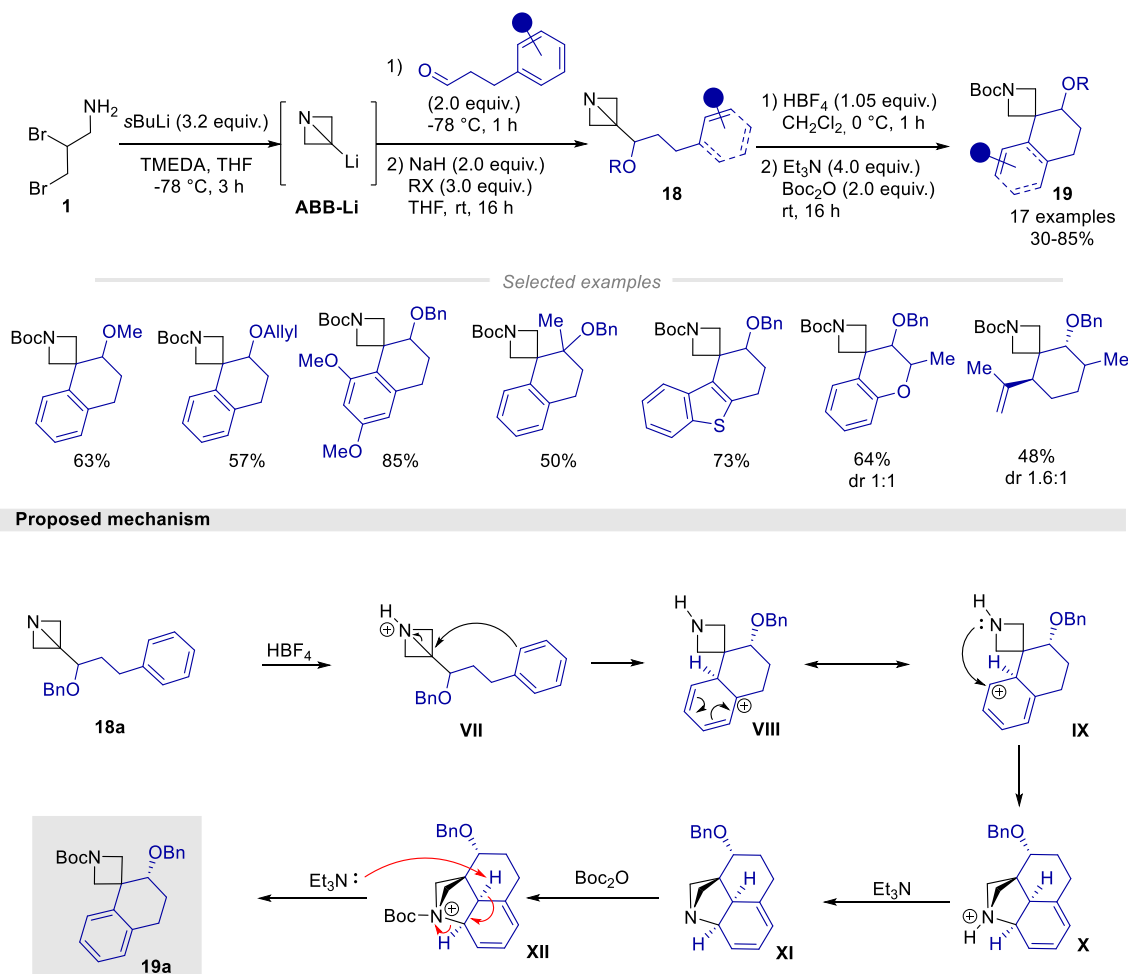 NH2
Br
Br
1
sBuLi (3.2 equiv.)
TMEDA, THF
-78 °C, 3 h
N
Li
ABB-Li
1)
O
(2.0 equiv.)
-78 °C, 1 h
2) NaH (2.0 equiv.)
RX (3.0 equiv.)
THF, rt, 16 h
N
RO
18
1) HBF4 (1.05 equiv.)
CH2Cl2, 0 °C, 1 h
2) Et3N (4.0 equiv.)
Boc2O (2.0 equiv.)
rt, 16 h
BocN
OR
19
17 examples
30-85%
Selected examples
BocN
OMe
63%
BocN
OAllyl
57%
BocN
OBn
MeO
MeO
85%
BocN
Me
OBn
50%
BocN
OBn
S
73%
BocN
OBn
Me
O
64%
dr 1:1
BocN
OBn
Me
Me
48%
dr 1.6:1
Proposed mechanism
N
BnO
18a
HBF4
H
N
+
BnO
VII
H
N
OBn
H
+
VIII
H
N:
OBn
H
+
IX
BocN
OBn
19a
Et3N:
BnO
H
Boc-N
+
H
XII
Boc2O
BnO
H
N
H
XI
Et3N
BnO
H
N
+
H
H
X